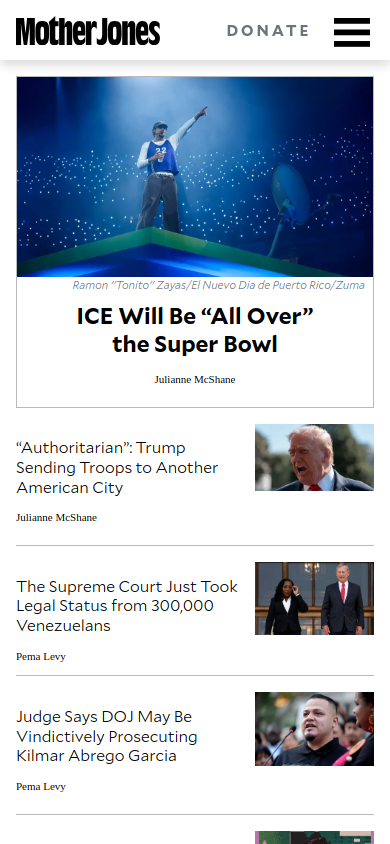 Mother Jones
DONATE
22
Ramon "Tonito" Zayas/El Nuevo Dia de Puerto Rico/Zuma
ICE Will Be “All Over”
the Super Bowl
Julianne McShane
“Authoritarian”: Trump
Sending Troops to Another
American City
Julianne McShane
The Supreme Court Just Took
Legal Status from 300,000
Venezuelans
Pema Levy
Judge Says DOJ May Be
Vindictively Prosecuting
Kilmar Abrego Garcia
Pema Levy